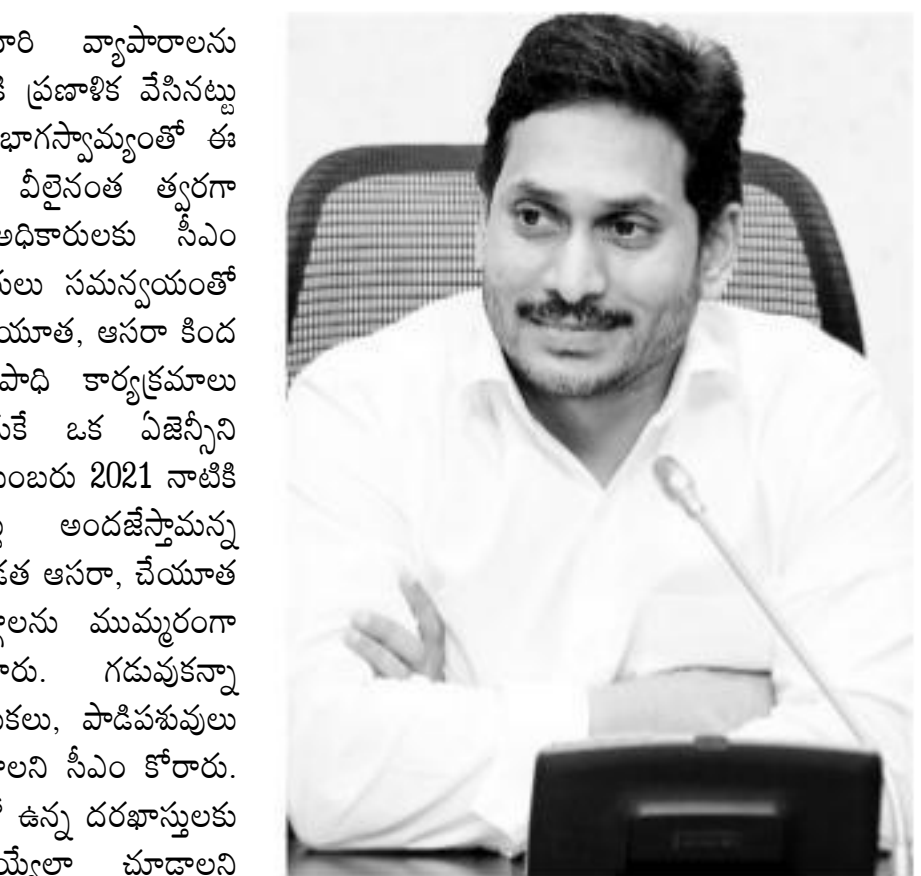 వ్యాపారాలను
ప్రణాళిక వేసినట్టు
భాగస్వామ్యంతో ఈ
వీలైనంత త్వరగా
అధికారులకు సీఎం
సమన్వయంతో
ఆసరా కింద
కార్యక్రమాలు
ఒక ఏజెన్సీని
2021 నాటికి
అందజేస్తామన్న
ఆసరా, చేయూత
ముమ్మరంగా
గడువుకన్నా
పాడిపశువులు
సీఎం కోరారు.
ఉన్న దరఖాస్తులకు
చూడాలని